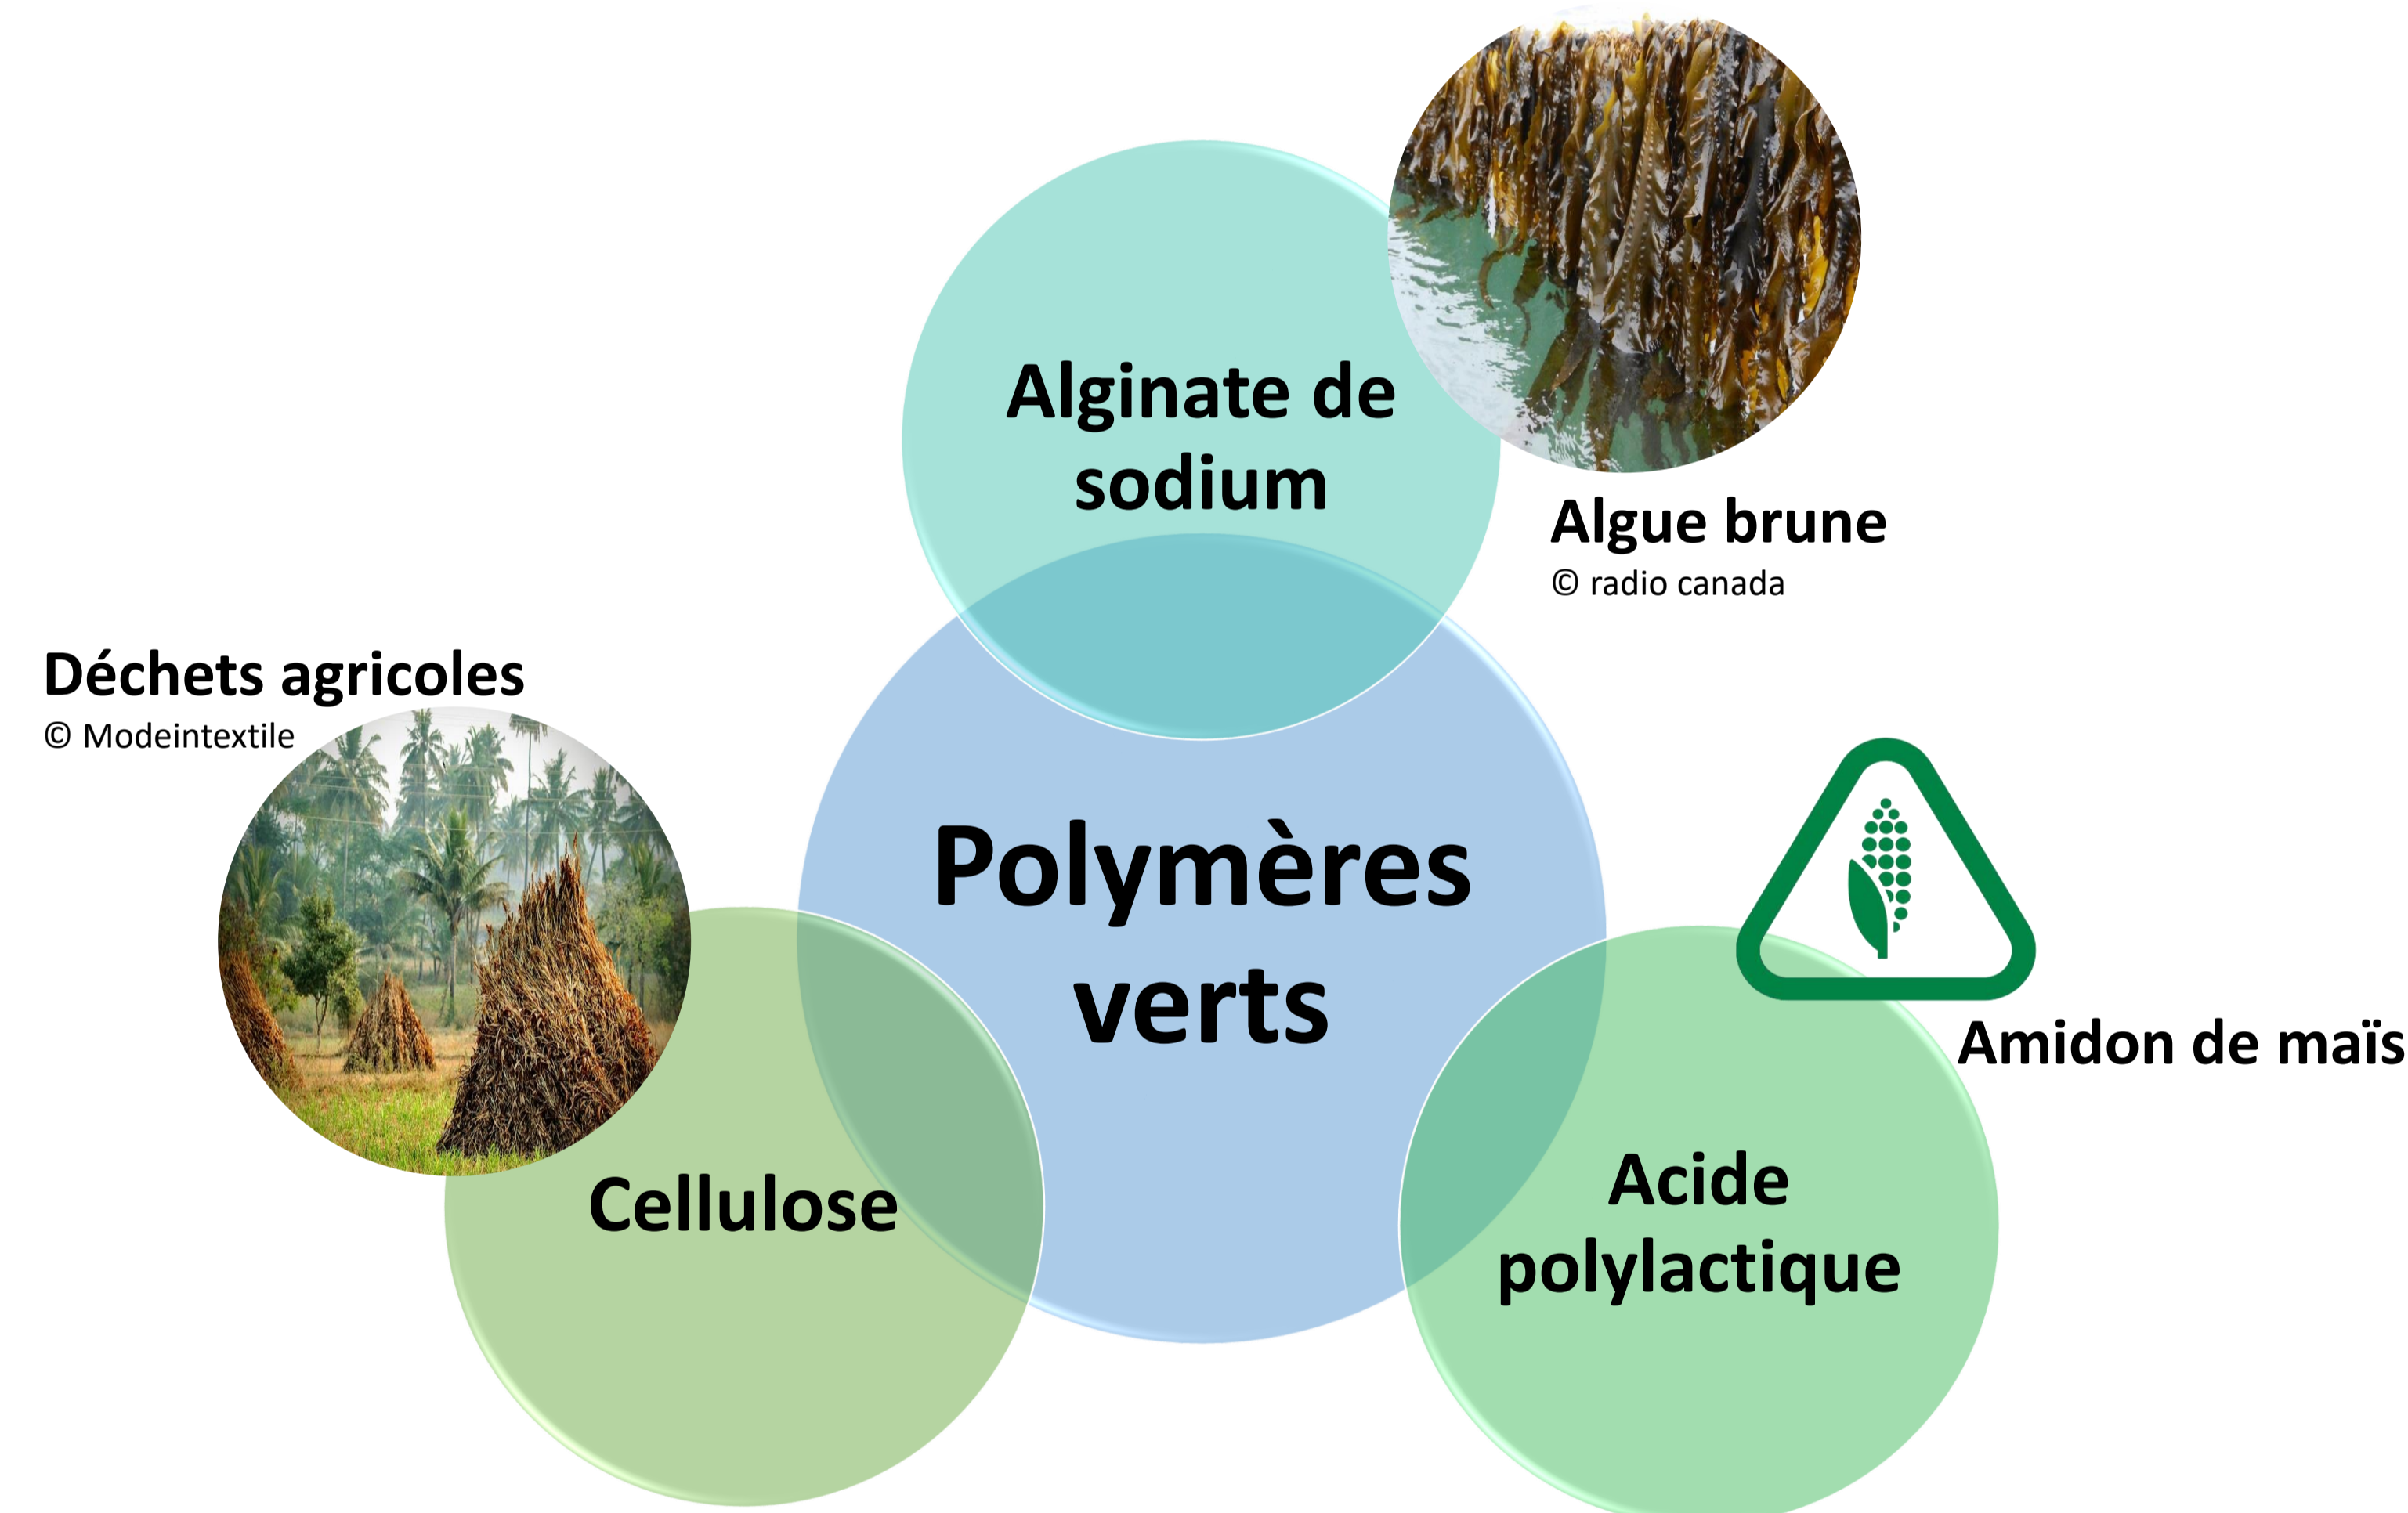 Alginate de
sodium
Algue brune
© radio canada
Déchets agricoles
© Modeintextile
Polymères
verts
Amidon de maïs
Cellulose
Acide
polylactique